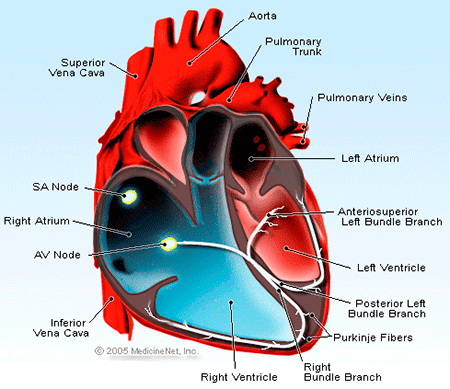 Aorta
Pulmonary
Trunk
Superior
Vena Cava
Pulmonary Veins
Left Atrium
SA Node
Right Atrium
AV Node
Anteriosuperior
Left Bundle Branch
Left Ventricle
Posterior Left
Bundle Branch
Inferior
Vena Cava
Purkinje Fibers
© 2005 MedicineNet, Inc.
Right Ventricle
Right
Bundle Branch